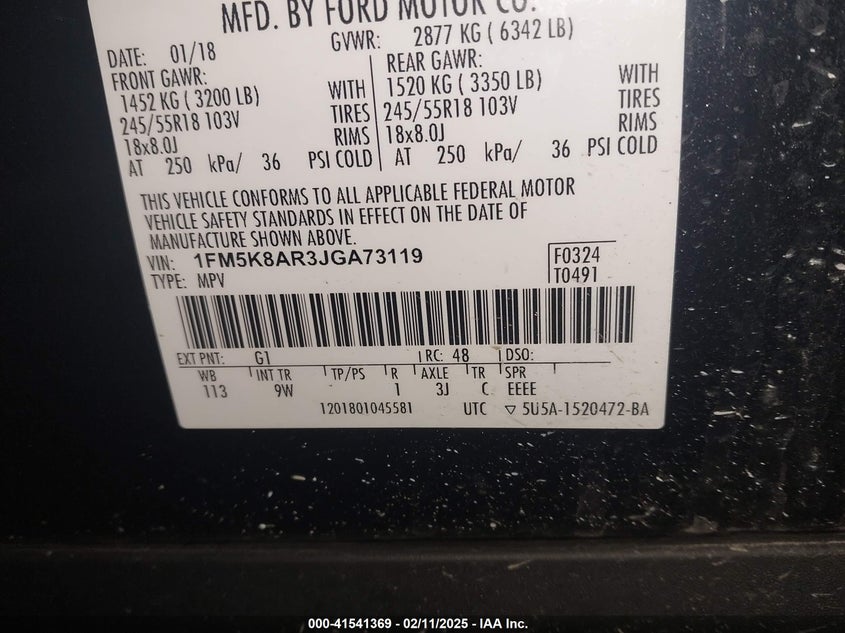 MFD. BY FORD MOTOR CO.
DATE: 01/18 GVWR: 2877 KG ( 6342 LB)
FRONT GAWR: REAR GAWR:
1452 KG ( 3200 LB) WITH 1520 KG ( 3350 LB) WITH
245/55R18 103V TIRES 245/55R18 103V TIRES
18x8.0J RIMS 18x8.0J RIMS
AT 250 kPa/ 36 PSI COLD AT 250 kPa/ 36 PSI COLD
THIS VEHICLE CONFORMS TO ALL APPLICABLE FEDERAL MOTOR
VEHICLE SAFETY STANDARDS IN EFFECT ON THE DATE OF
MANUFACTURE SHOWN ABOVE.
VIN: 1FM5K8AR3JGA73119 F0324
TYPE: MPV T0491
EXT PNT: G1 RC: 48 DSO:
WB INT TR TP/PS R AXLE TR SPR
113 9W 1 3J C EEEE
1201801045581 UTC ▽ 5U5A-1520472-BA
000-41541369 - 02/11/2025 - IAA Inc.